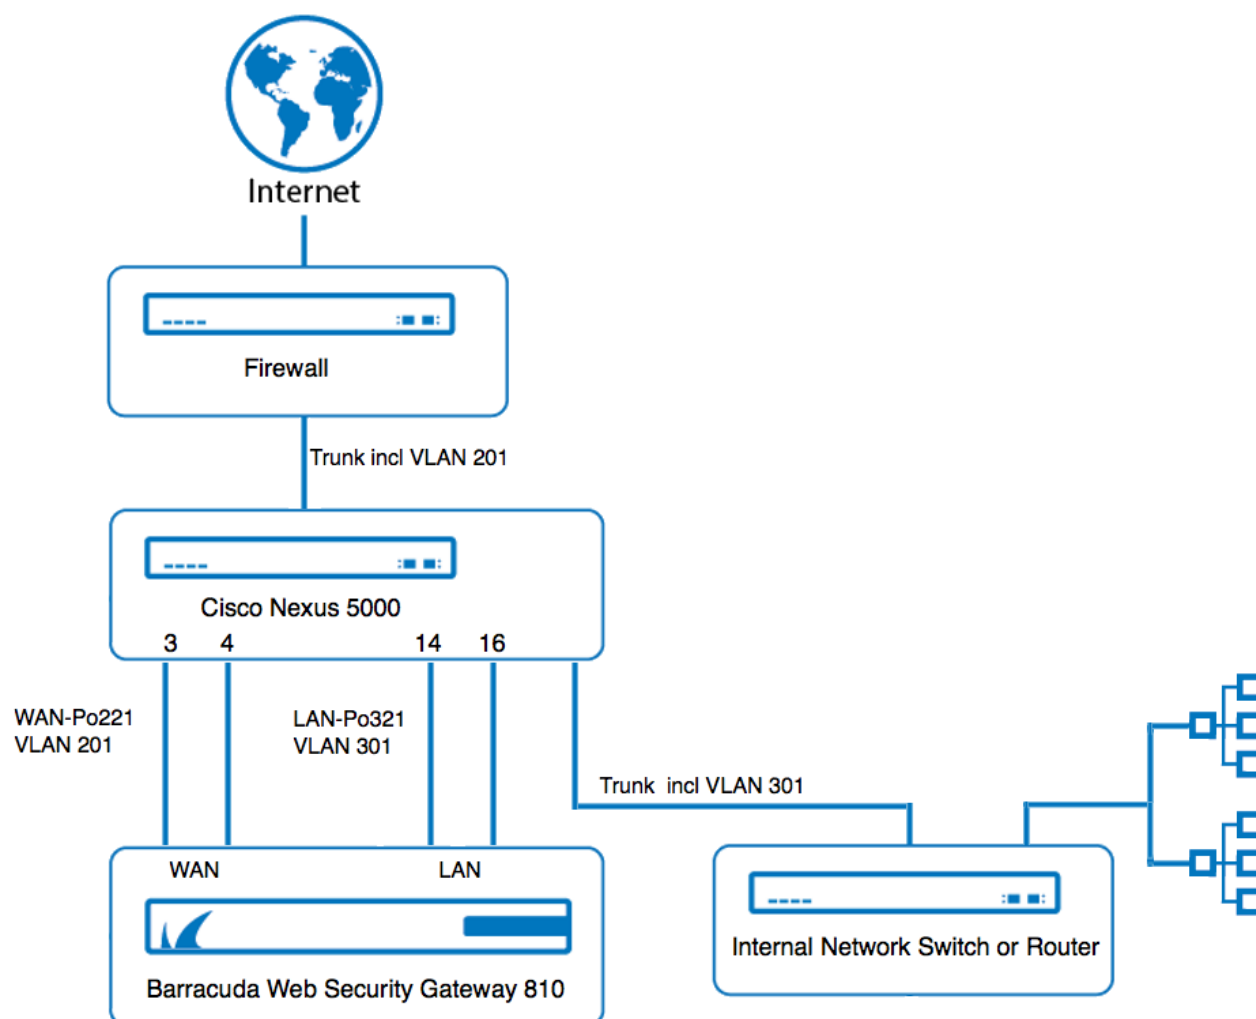 Internet
Firewall
Trunk incl VLAN 201
Cisco Nexus 5000
3 4 14 16
WAN-Po221
VLAN 201
LAN-Po321
VLAN 301
Trunk  incl VLAN 301
WAN LAN
Internal Network Switch or Router
Barracuda Web Security Gateway 810